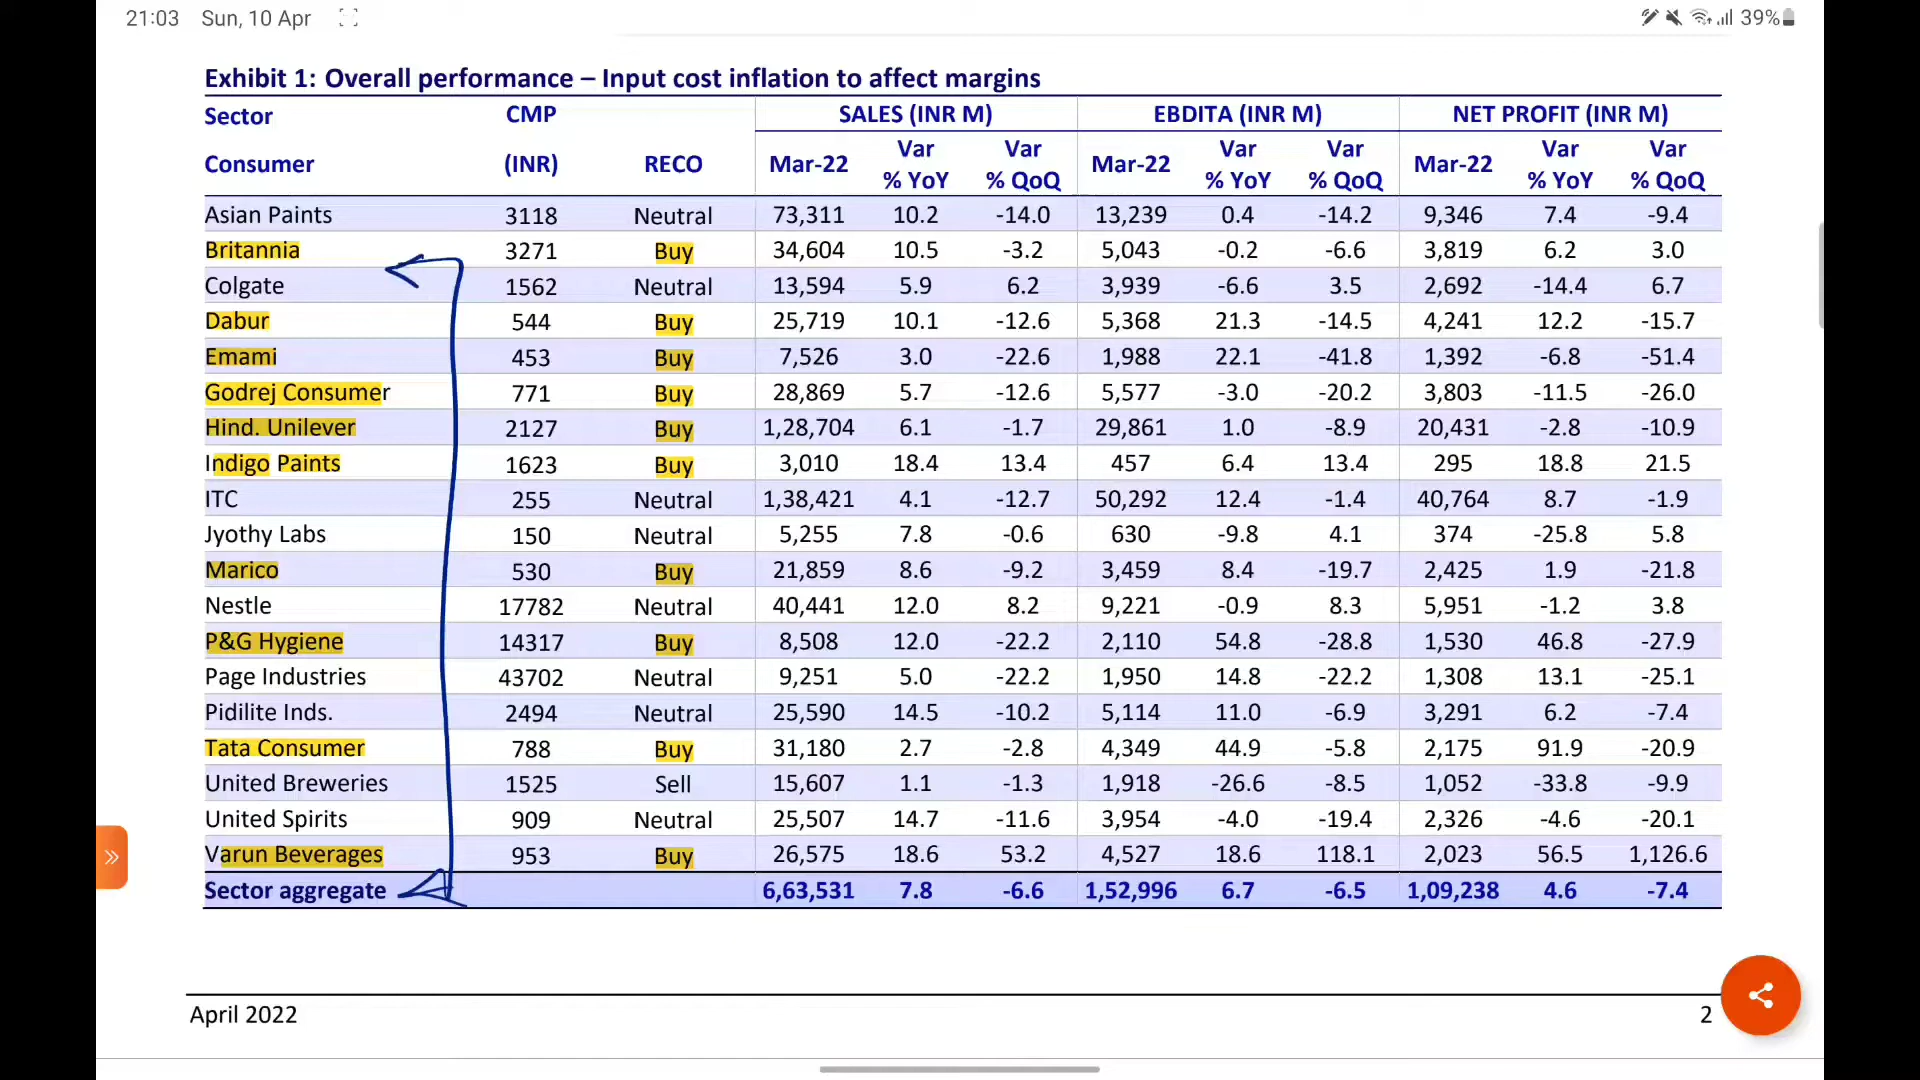 21:03 Sun, 10 Apr 39%
Exhibit 1: Overall performance – Input cost inflation to affect margins
Sector CMP SALES (INR M) EBDITA (INR M) NET PROFIT (INR M)
Var Var Var Var Var Var
Consumer (INR) RECO Mar-22 Mar-22 Mar-22
% YoY % QoQ % YoY % QoQ % YoY % QoQ
Asian Paints 3118 Neutral 73,311 10.2 -14.0 13,239 0.4 -14.2 9,346 7.4 -9.4
Britannia 3271 Buy 34,604 10.5 -3.2 5,043 -0.2 -6.6 3,819 6.2 3.0
Colgate 1562 Neutral 13,594 5.9 6.2 3,939 -6.6 3.5 2,692 -14.4 6.7
Dabur 544 Buy 25,719 10.1 -12.6 5,368 21.3 -14.5 4,241 12.2 -15.7
Emami 453 Buy 7,526 3.0 -22.6 1,988 22.1 -41.8 1,392 -6.8 -51.4
Godrej Consumer 771 Buy 28,869 5.7 -12.6 5,577 -3.0 -20.2 3,803 -11.5 -26.0
Hind. Unilever 2127 Buy 1,28,704 6.1 -1.7 29,861 1.0 -8.9 20,431 -2.8 -10.9
Indigo Paints 1623 Buy 3,010 18.4 13.4 457 6.4 13.4 295 18.8 21.5
ITC 255 Neutral 1,38,421 4.1 -12.7 50,292 12.4 -1.4 40,764 8.7 -1.9
Jyothy Labs 150 Neutral 5,255 7.8 -0.6 630 -9.8 4.1 374 -25.8 5.8
Marico 530 Buy 21,859 8.6 -9.2 3,459 8.4 -19.7 2,425 1.9 -21.8
Nestle 17782 Neutral 40,441 12.0 8.2 9,221 -0.9 8.3 5,951 -1.2 3.8
P&G Hygiene 14317 Buy 8,508 12.0 -22.2 2,110 54.8 -28.8 1,530 46.8 -27.9
Page Industries 43702 Neutral 9,251 5.0 -22.2 1,950 14.8 -22.2 1,308 13.1 -25.1
Pidilite Inds. 2494 Neutral 25,590 14.5 -10.2 5,114 11.0 -6.9 3,291 6.2 -7.4
Tata Consumer 788 Buy 31,180 2.7 -2.8 4,349 44.9 -5.8 2,175 91.9 -20.9
United Breweries 1525 Sell 15,607 1.1 -1.3 1,918 -26.6 -8.5 1,052 -33.8 -9.9
United Spirits 909 Neutral 25,507 14.7 -11.6 3,954 -4.0 -19.4 2,326 -4.6 -20.1
Varun Beverages 953 Buy 26,575 18.6 53.2 4,527 18.6 118.1 2,023 56.5 1,126.6
Sector aggregate 6,63,531 7.8 -6.6 1,52,996 6.7 -6.5 1,09,238 4.6 -7.4
April 2022 2